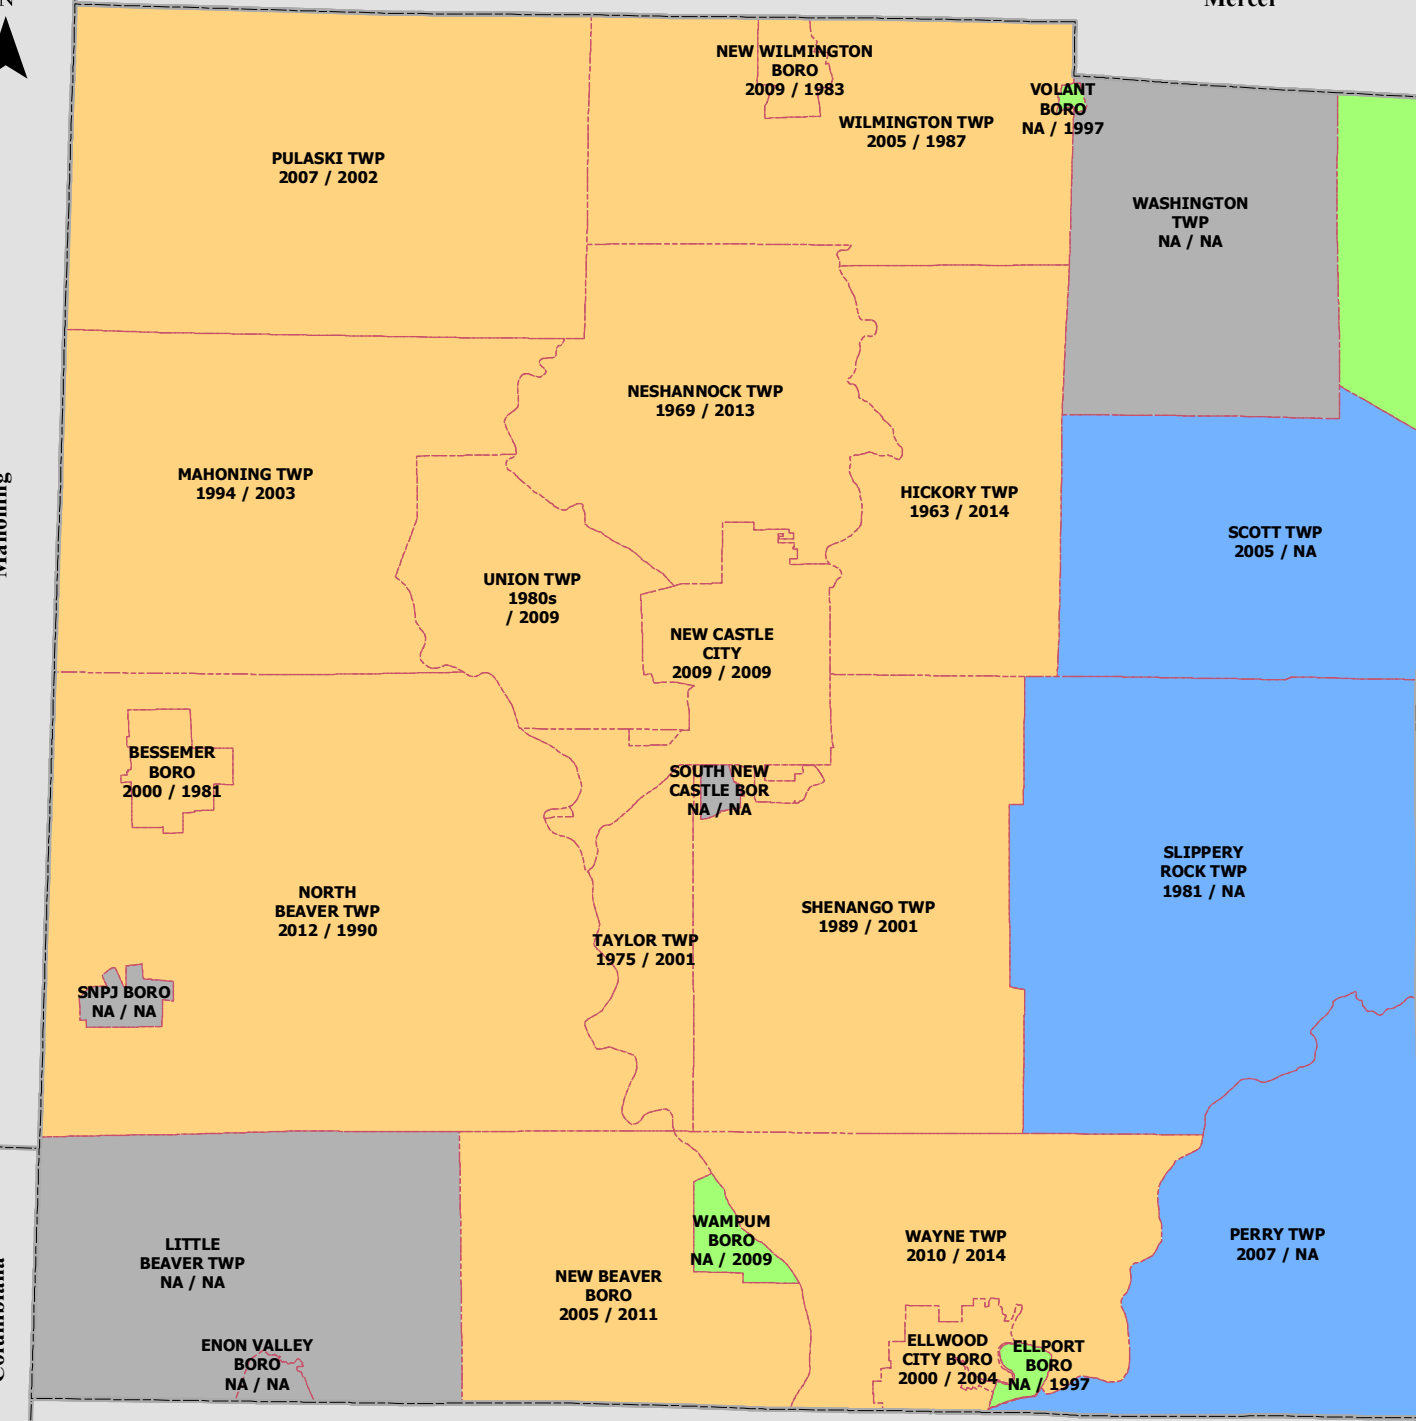 N
Mercer
NEW WILMINGTON
BORO
2009 / 1983
VOLANT
BORO
NA / 1997
WILMINGTON TWP
2005 / 1987
PULASKI TWP
2007 / 2002
WASHINGTON
TWP
NA / NA
NESHANNOCK TWP
1969 / 2013
MAHONING TWP
1994 / 2003
Mahoning
HICKORY TWP
1963 / 2014
SCOTT TWP
2005 / NA
UNION TWP
1980s
/ 2009
NEW CASTLE
CITY
2009 / 2009
BESSEMER
BORO
2000 / 1981
SOUTH NEW
CASTLE BOR
NA / NA
SLIPPERY
ROCK TWP
1981 / NA
NORTH
BEAVER TWP
2012 / 1990
SHENANGO TWP
1989 / 2001
TAYLOR TWP
1975 / 2001
SNPJ BORO
NA / NA
WAMPUM
BORO
NA / 2009
WAYNE TWP
2010 / 2014
PERRY TWP
2007 / NA
LITTLE
BEAVER TWP
NA / NA
NEW BEAVER
BORO
2005 / 2011
Columbiana
ENON VALLEY
BORO
NA / NA
ELLWOOD
CITY BORO
2000 / 2004
ELLPORT
BORO
NA / 1997